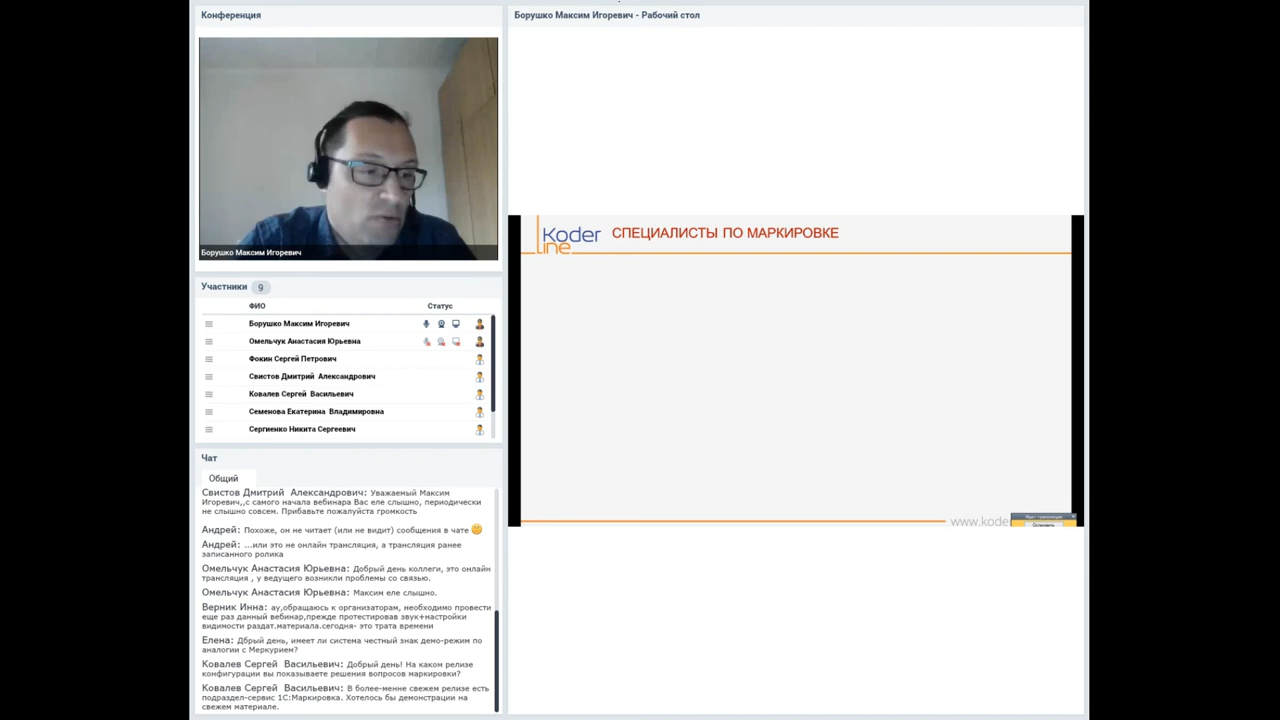 Конференция
Борушко Максим Игоревич - Рабочий стол
Борушко Максим Игоревич
Koder
line
СПЕЦИАЛИСТЫ ПО МАРКИРОВКЕ
Участники 9
ФИО Статус
Борушко Максим Игоревич
Омельчук Анастасия Юрьевна
Фокин Сергей Петрович
Свистов Дмитрий Александрович
Ковалев Сергей Васильевич
Семенова Екатерина Владимировна
Сергиенко Никита Сергеевич
Чат
Общий
Свистов Дмитрий Александрович: Уважаемый Максим
Игоревич,,с самого начала вебинара Вас еле слышно, периодически
не слышно совсем. Прибавьте пожалуйста громкость
Андрей: Похоже, он не читает (или не видит) сообщения в чате
Андрей: ...или это не онлайн трансляция, а трансляция ранее
записанного ролика
Омельчук Анастасия Юрьевна: Добрый день коллеги, это онлайн
трансляция , у ведущего возникли проблемы со связью.
Омельчук Анастасия Юрьевна: Максим еле слышно.
Верник Инна: ау,обращаюсь к организаторам, необходимо провести
еще раз данный вебинар,прежде протестировав звук+настройки
видимости раздат.материала.сегодня- это трата времени
Елена: Дбрый день, имеет ли система честный знак демо-режим по
аналогии с Меркурием?
Ковалев Сергей Васильевич: Добрый день! На каком релизе
конфигурации вы показываете решения вопросов маркировки?
Ковалев Сергей Васильевич: В более-менне свежем релизе есть
подраздел-сервис 1С:Маркировка. Хотелось бы демонстрации на
свежем материале.
www.koder